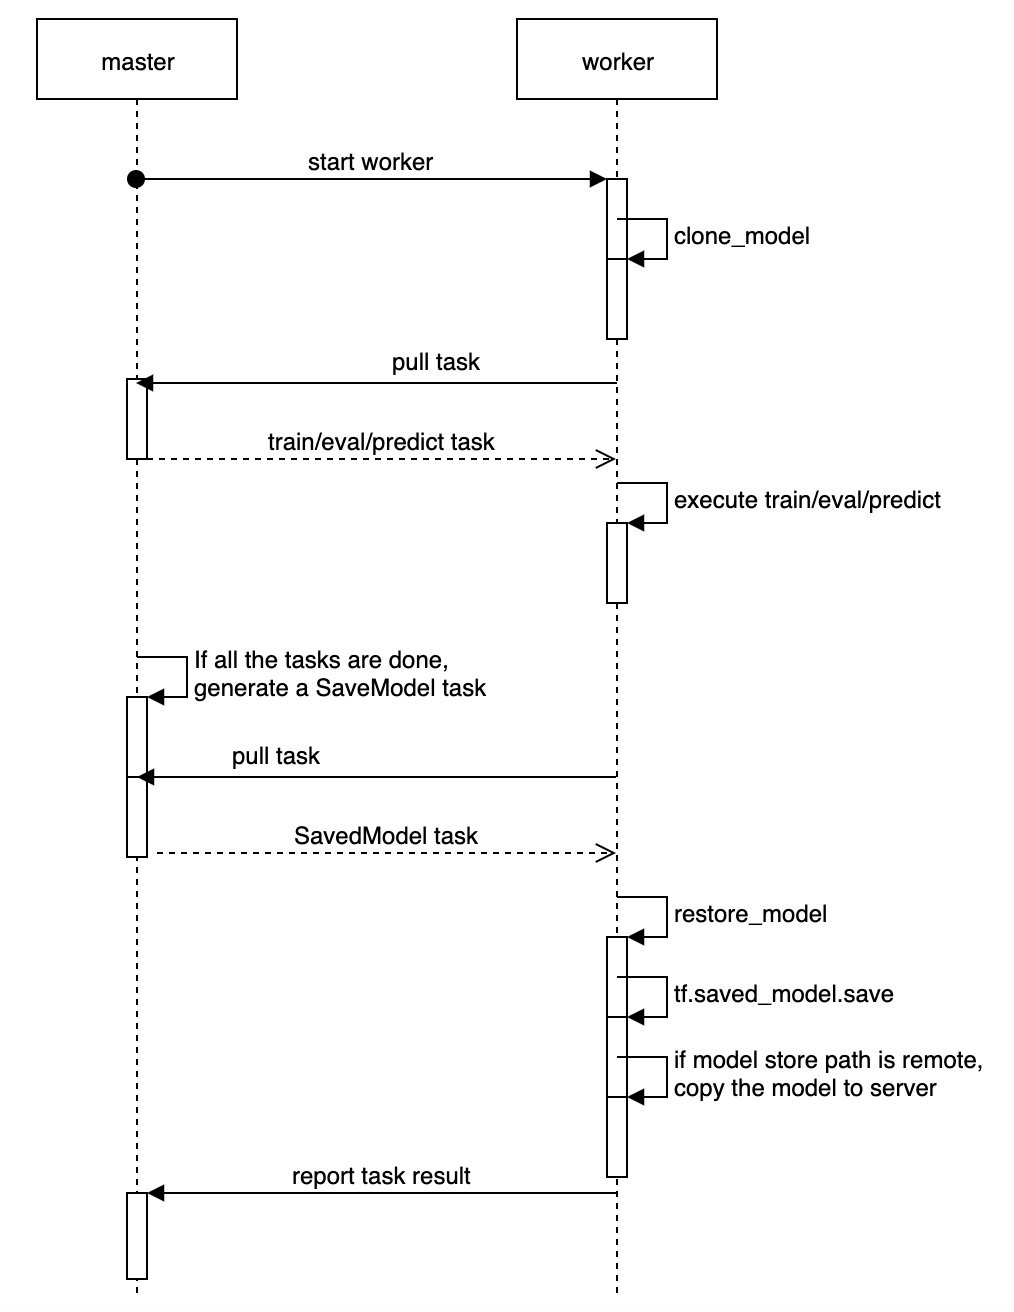 master
worker
start worker
clone_model
pull task
train/eval/predict task
execute train/eval/predict
If all the tasks are done,
generate a SaveModel task
pull task
SavedModel task
restore_model
tf.saved_model.save
if model store path is remote,
copy the model to server
report task result